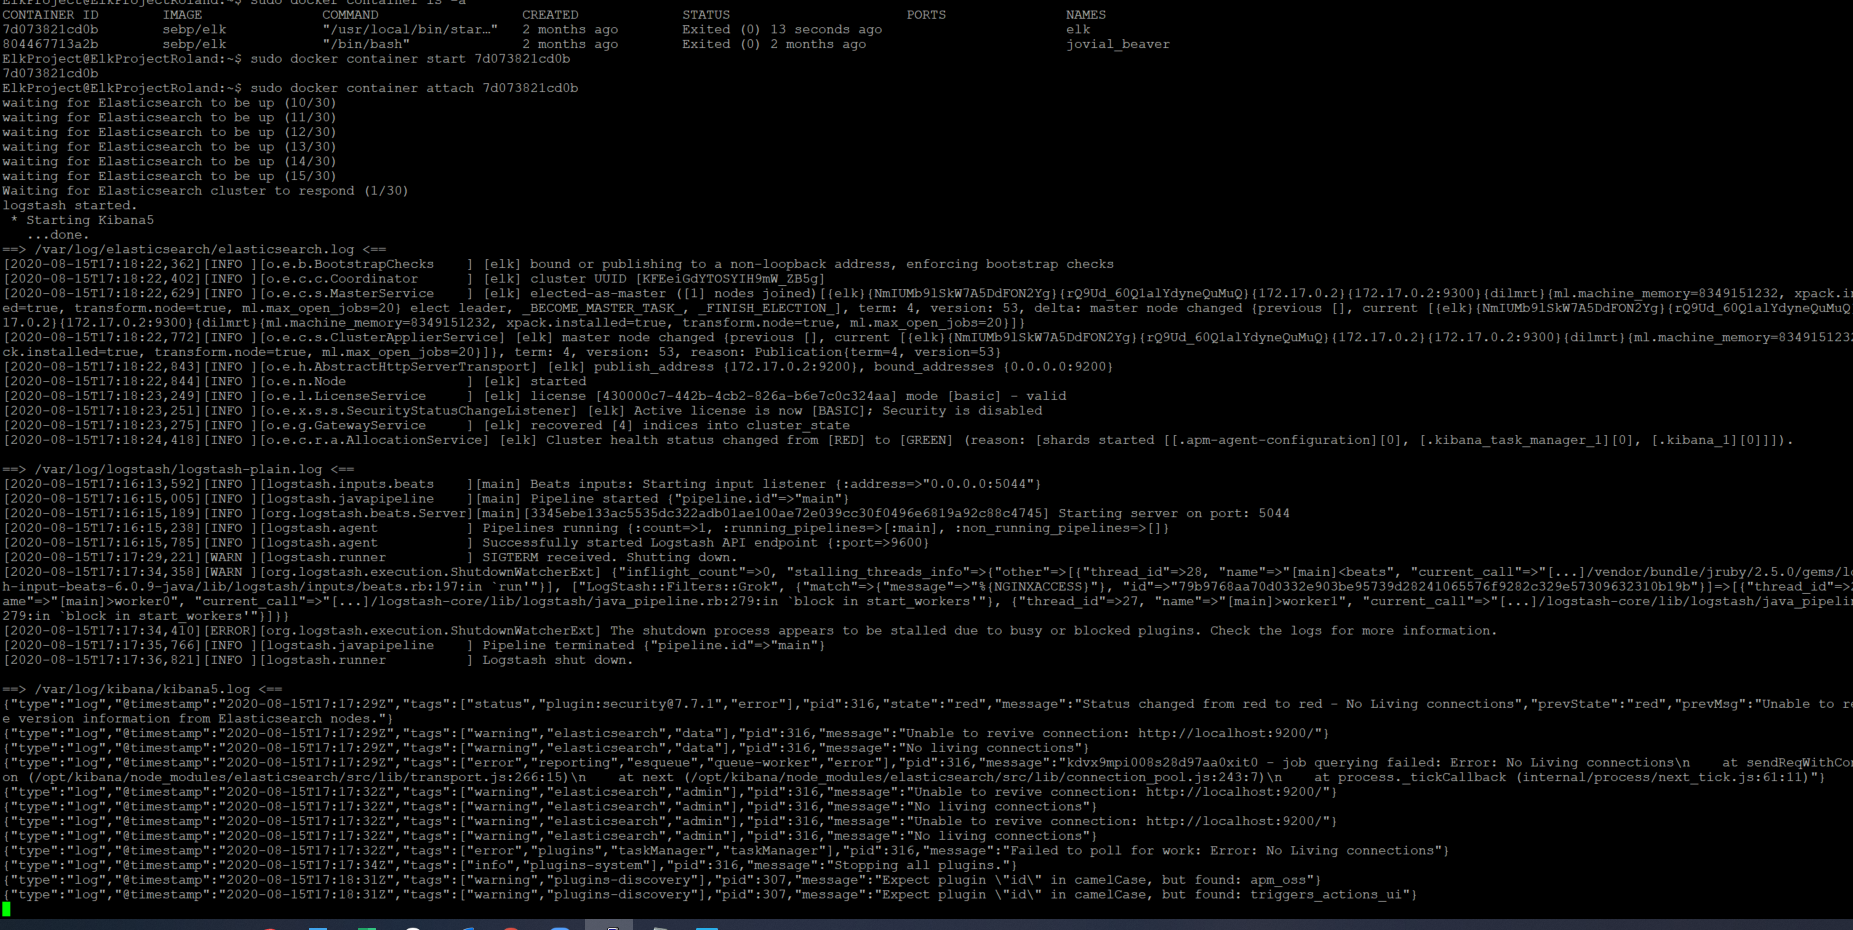 ElkProject@ElkProjectRoland:~$ sudo docker container ls -a
CONTAINER ID        IMAGE               COMMAND                  CREATED             STATUS                      PORTS               NAMES
7d073821cd0b        sebp/elk            "/usr/local/bin/star…"   2 months ago        Exited (0) 13 seconds ago                       elk
804467713a2b        sebp/elk            "/bin/bash"              2 months ago        Exited (0) 2 months ago                         jovial_beaver
ElkProject@ElkProjectRoland:~$ sudo docker container start 7d073821cd0b
7d073821cd0b
ElkProject@ElkProjectRoland:~$ sudo docker container attach 7d073821cd0b
waiting for Elasticsearch to be up (10/30)
waiting for Elasticsearch to be up (11/30)
waiting for Elasticsearch to be up (12/30)
waiting for Elasticsearch to be up (13/30)
waiting for Elasticsearch to be up (14/30)
waiting for Elasticsearch to be up (15/30)
Waiting for Elasticsearch cluster to respond (1/30)
logstash started.
 * Starting Kibana5
   ...done.
==> /var/log/elasticsearch/elasticsearch.log <==
[2020-08-15T17:18:22,362][INFO ][o.e.b.BootstrapChecks    ] [elk] bound or publishing to a non-loopback address, enforcing bootstrap checks
[2020-08-15T17:18:22,402][INFO ][o.e.c.c.Coordinator      ] [elk] cluster UUID [KFEeiGdYTOSYIH9mW_ZB5g]
[2020-08-15T17:18:22,629][INFO ][o.e.c.s.MasterService    ] [elk] elected-as-master ([1] nodes joined)[{elk}{NmIUMb9lSkW7A5DdFON2Yg}{rQ9Ud_60Q1alYdyneQuMuQ}{172.17.0.2}{172.17.0.2:9300}{dilmrt}{ml.machine_memory=8349151232, xpack.in
ed=true, transform.node=true, ml.max_open_jobs=20} elect leader, _BECOME_MASTER_TASK_, _FINISH_ELECTION_], term: 4, version: 53, delta: master node changed {previous [], current [{elk}{NmIUMb9lSkW7A5DdFON2Yg}{rQ9Ud_60Q1alYdyneQuMuQ
17.0.2}{172.17.0.2:9300}{dilmrt}{ml.machine_memory=8349151232, xpack.installed=true, transform.node=true, ml.max_open_jobs=20}]}
[2020-08-15T17:18:22,772][INFO ][o.e.c.s.ClusterApplierService] [elk] master node changed {previous [], current [{elk}{NmIUMb9lSkW7A5DdFON2Yg}{rQ9Ud_60Q1alYdyneQuMuQ}{172.17.0.2}{172.17.0.2:9300}{dilmrt}{ml.machine_memory=8349151232
ck.installed=true, transform.node=true, ml.max_open_jobs=20}]}, term: 4, version: 53, reason: Publication{term=4, version=53}
[2020-08-15T17:18:22,843][INFO ][o.e.h.AbstractHttpServerTransport] [elk] publish_address {172.17.0.2:9200}, bound_addresses {0.0.0.0:9200}
[2020-08-15T17:18:22,844][INFO ][o.e.n.Node               ] [elk] started
[2020-08-15T17:18:23,249][INFO ][o.e.l.LicenseService     ] [elk] license [430000c7-442b-4cb2-826a-b6e7c0c324aa] mode [basic] - valid
[2020-08-15T17:18:23,251][INFO ][o.e.x.s.s.SecurityStatusChangeListener] [elk] Active license is now [BASIC]; Security is disabled
[2020-08-15T17:18:23,275][INFO ][o.e.g.GatewayService     ] [elk] recovered [4] indices into cluster_state
[2020-08-15T17:18:24,418][INFO ][o.e.c.r.a.AllocationService] [elk] Cluster health status changed from [RED] to [GREEN] (reason: [shards started [[.apm-agent-configuration][0], [.kibana_task_manager_1][0], [.kibana_1][0]]]).
==> /var/log/logstash/logstash-plain.log <==
[2020-08-15T17:16:13,592][INFO ][logstash.inputs.beats    ][main] Beats inputs: Starting input listener {:address=>"0.0.0.0:5044"}
[2020-08-15T17:16:15,005][INFO ][logstash.javapipeline    ][main] Pipeline started {"pipeline.id"=>"main"}
[2020-08-15T17:16:15,189][INFO ][org.logstash.beats.Server][main][3345ebe133ac5535dc322adb01ae100ae72e039cc30f0496e6819a92c88c4745] Starting server on port: 5044
[2020-08-15T17:16:15,238][INFO ][logstash.agent           ] Pipelines running {:count=>1, :running_pipelines=>[:main], :non_running_pipelines=>[]}
[2020-08-15T17:16:15,785][INFO ][logstash.agent           ] Successfully started Logstash API endpoint {:port=>9600}
[2020-08-15T17:17:29,221][WARN ][logstash.runner          ] SIGTERM received. Shutting down.
[2020-08-15T17:17:34,358][WARN ][org.logstash.execution.ShutdownWatcherExt] {"inflight_count"=>0, "stalling_threads_info"=>{"other"=>[{"thread_id"=>28, "name"=>"[main]<beats", "current_call"=>"[...]/vendor/bundle/jruby/2.5.0/gems/lo
h-input-beats-6.0.9-java/lib/logstash/inputs/beats.rb:197:in `run'"}], ["LogStash::Filters::Grok", {"match"=>{"message"=>"%{NGINXACCESS}"}, "id"=>"79b9768aa70d0332e903be95739d28241065576f9282c329e57309632310b19b"}]=>[{"thread_id"=>2
ame"=>"[main]>worker0", "current_call"=>"[...]/logstash-core/lib/logstash/java_pipeline.rb:279:in `block in start_workers'"}, {"thread_id"=>27, "name"=>"[main]>worker1", "current_call"=>"[...]/logstash-core/lib/logstash/java_pipelin
279:in `block in start_workers'"}]}}
[2020-08-15T17:17:34,410][ERROR][org.logstash.execution.ShutdownWatcherExt] The shutdown process appears to be stalled due to busy or blocked plugins. Check the logs for more information.
[2020-08-15T17:17:35,766][INFO ][logstash.javapipeline    ] Pipeline terminated {"pipeline.id"=>"main"}
[2020-08-15T17:17:36,821][INFO ][logstash.runner          ] Logstash shut down.
==> /var/log/kibana/kibana5.log <==
{"type":"log","@timestamp":"2020-08-15T17:17:29Z","tags":["status","plugin:security@7.7.1","error"],"pid":316,"state":"red","message":"Status changed from red to red - No Living connections","prevState":"red","prevMsg":"Unable to re
e version information from Elasticsearch nodes."}
{"type":"log","@timestamp":"2020-08-15T17:17:29Z","tags":["warning","elasticsearch","data"],"pid":316,"message":"Unable to revive connection: http://localhost:9200/"}
{"type":"log","@timestamp":"2020-08-15T17:17:29Z","tags":["warning","elasticsearch","data"],"pid":316,"message":"No living connections"}
{"type":"log","@timestamp":"2020-08-15T17:17:29Z","tags":["error","reporting","esqueue","queue-worker","error"],"pid":316,"message":"kdvx9mpi008s28d97aa0xit0 - job querying failed: Error: No Living connections\n    at sendReqWithCon
on (/opt/kibana/node_modules/elasticsearch/src/lib/transport.js:266:15)\n    at next (/opt/kibana/node_modules/elasticsearch/src/lib/connection_pool.js:243:7)\n    at process._tickCallback (internal/process/next_tick.js:61:11)"}
{"type":"log","@timestamp":"2020-08-15T17:17:32Z","tags":["warning","elasticsearch","admin"],"pid":316,"message":"Unable to revive connection: http://localhost:9200/"}
{"type":"log","@timestamp":"2020-08-15T17:17:32Z","tags":["warning","elasticsearch","admin"],"pid":316,"message":"No living connections"}
{"type":"log","@timestamp":"2020-08-15T17:17:32Z","tags":["warning","elasticsearch","admin"],"pid":316,"message":"Unable to revive connection: http://localhost:9200/"}
{"type":"log","@timestamp":"2020-08-15T17:17:32Z","tags":["warning","elasticsearch","admin"],"pid":316,"message":"No living connections"}
{"type":"log","@timestamp":"2020-08-15T17:17:32Z","tags":["error","plugins","taskManager","taskManager"],"pid":316,"message":"Failed to poll for work: Error: No Living connections"}
{"type":"log","@timestamp":"2020-08-15T17:17:34Z","tags":["info","plugins-system"],"pid":316,"message":"Stopping all plugins."}
{"type":"log","@timestamp":"2020-08-15T17:18:31Z","tags":["warning","plugins-discovery"],"pid":307,"message":"Expect plugin \"id\" in camelCase, but found: apm_oss"}
{"type":"log","@timestamp":"2020-08-15T17:18:31Z","tags":["warning","plugins-discovery"],"pid":307,"message":"Expect plugin \"id\" in camelCase, but found: triggers_actions_ui"}